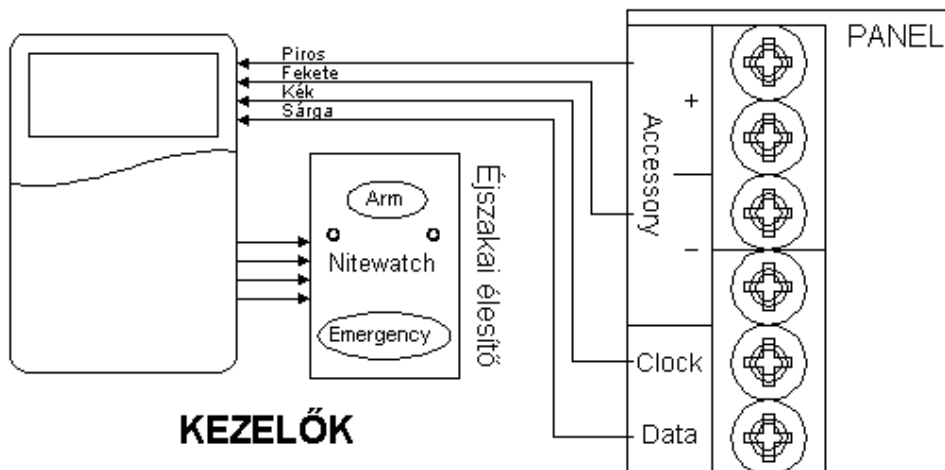 PANEL
Piros
Fekete
Kék
Sárga
+
Accessory
−
Arm
Nitewatch
Emergency
Éjszakai élesítő
Clock
Data
KEZELŐK